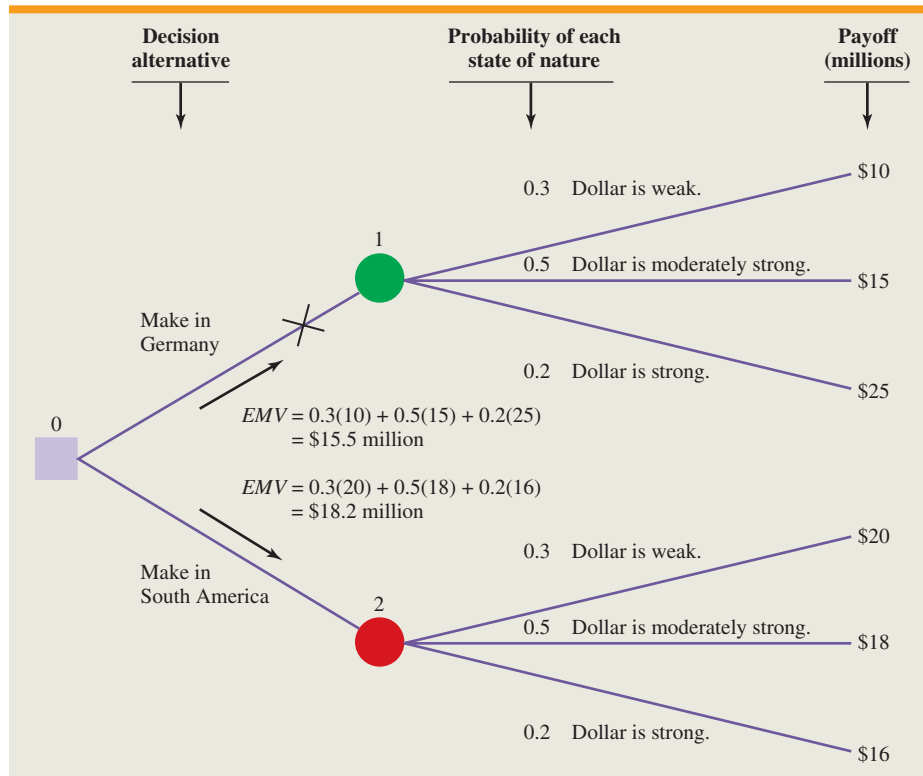 Decision
alternative
Probability of each
state of nature
Payoff
(millions)
$10
0.3 Dollar is weak.
1
0.5 Dollar is moderately strong.
$15
Make in
Germany
0.2 Dollar is strong.
$25
0
EMV = 0.3(10) + 0.5(15) + 0.2(25)
= $15.5 million
EMV = 0.3(20) + 0.5(18) + 0.2(16)
= $18.2 million
$20
0.3 Dollar is weak.
Make in
South America
2
0.5 Dollar is moderately strong.
$18
0.2 Dollar is strong.
$16